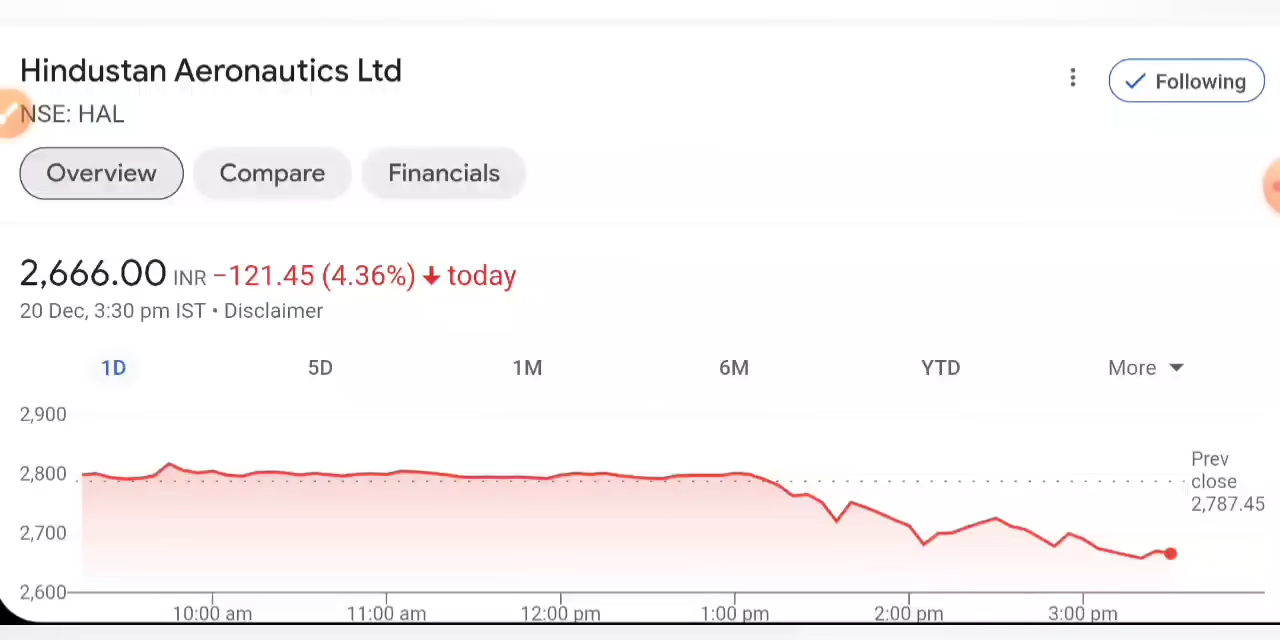 Hindustan Aeronautics Ltd
Following
NSE: HAL
Overview
Compare
Financials
2,666.00 INR −121.45 (4.36%) ↓ today
20 Dec, 3:30 pm IST • Disclaimer
1D
5D
1M
6M
YTD
More
2,900
2,800
2,700
2,600
Prev
close
2,787.45
10:00 am
11:00 am
12:00 pm
1:00 pm
2:00 pm
3:00 pm